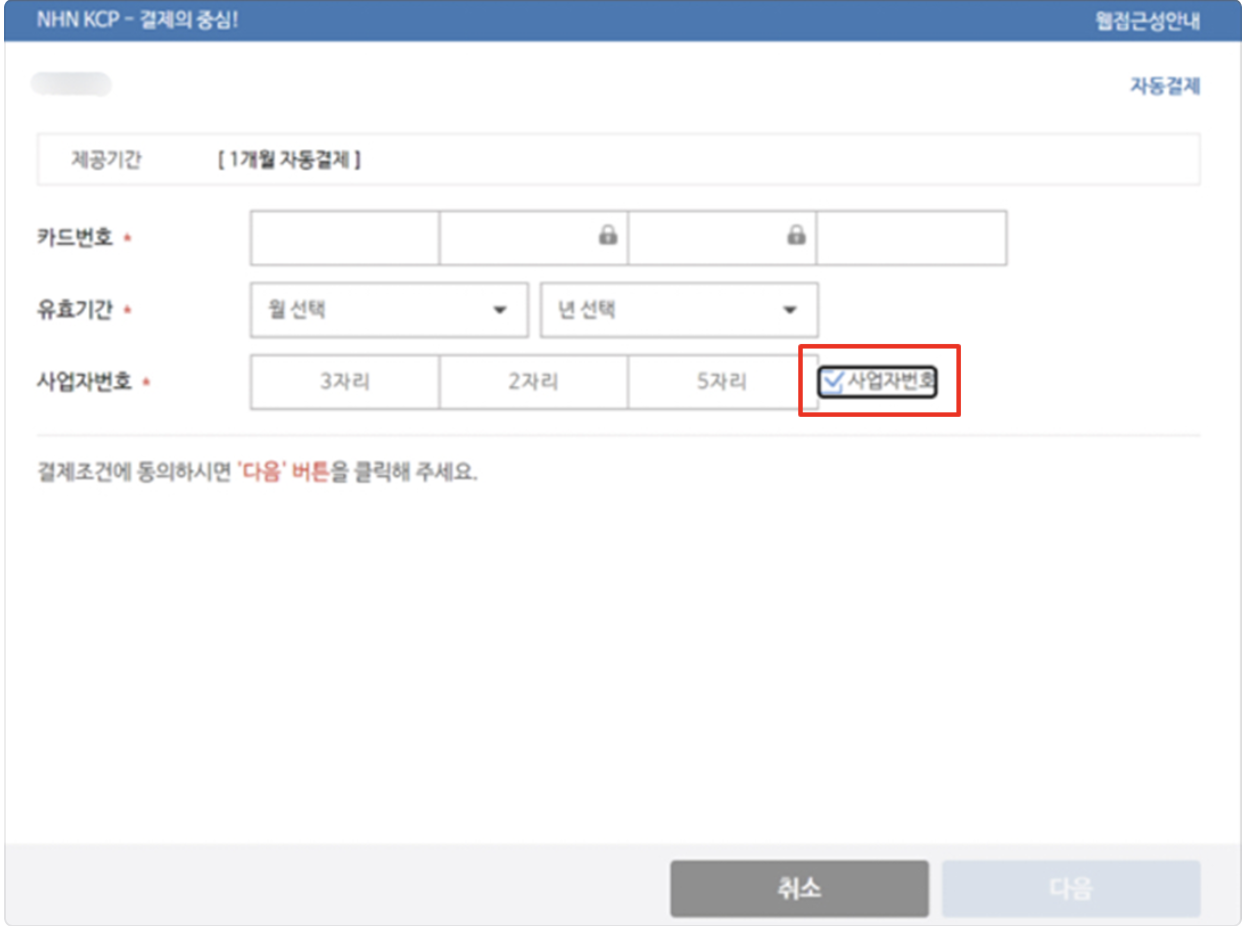 NHN KCP - 결제의 중심! 웹접근성안내
자동결제
제공기간 [ 1개월 자동결제 ]
카드번호 *
유효기간 * 월 선택 년 선택
사업자번호 * 3자리 2자리 5자리 사업자번호
결제조건에 동의하시면 '다음' 버튼을 클릭해 주세요.
취소 다음